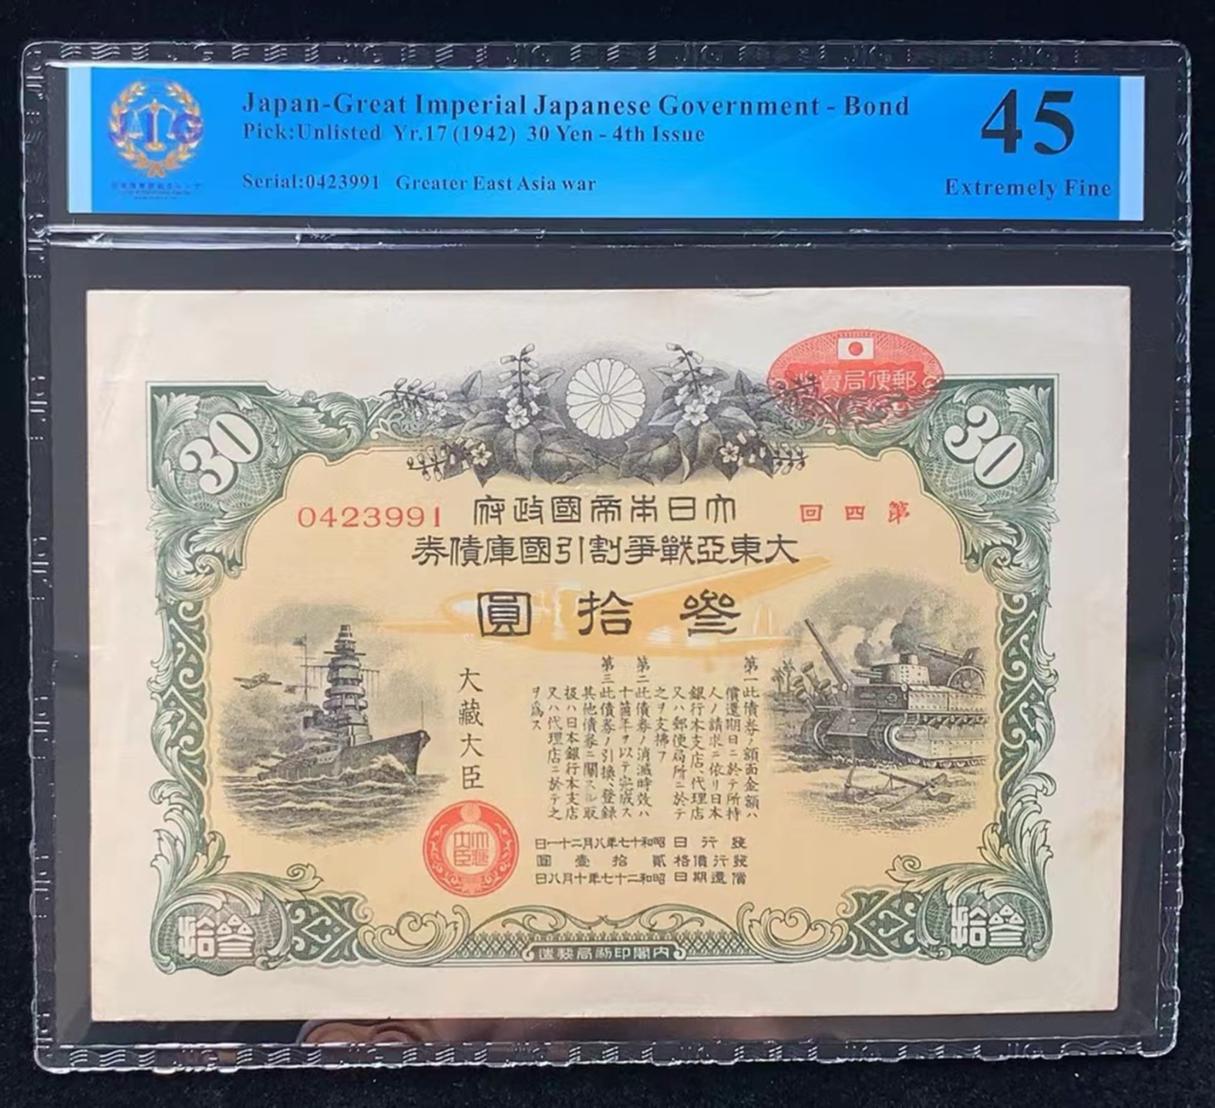 Japan-Great Imperial Japanese Government - Bond
Pick:Unlisted Yr.17 (1942) 30 Yen - 4th Issue
Serial:0423991 Greater East Asia war
45
Extremely Fine
JIG
郵便局賣出
30
30
0423991
府政國帝本日大
回四第
券債庫國引割爭戰亞東大
圓拾叄
第一此債券ノ額面金額ハ
償還期日ニ於テ所持
人ノ請求ニ依リ日本
銀行本支店、代理店
又ハ郵便局所ニ於テ
之ヲ支拂フ
第二此債券ノ消滅時效ハ
十箇年ヲ以テ完成ス
第三此債券ノ引換、登錄
其他債券ニ關スル取
扱ハ日本銀行本支店
又ハ代理店ニ於テ之
ヲ爲ス
大藏大臣
日一十二月八年七十和昭 日行發
圓壹拾貳 格價行發
日八月十年七十二和昭 日期還償
拾叄
拾叄
造製局刷印閣內